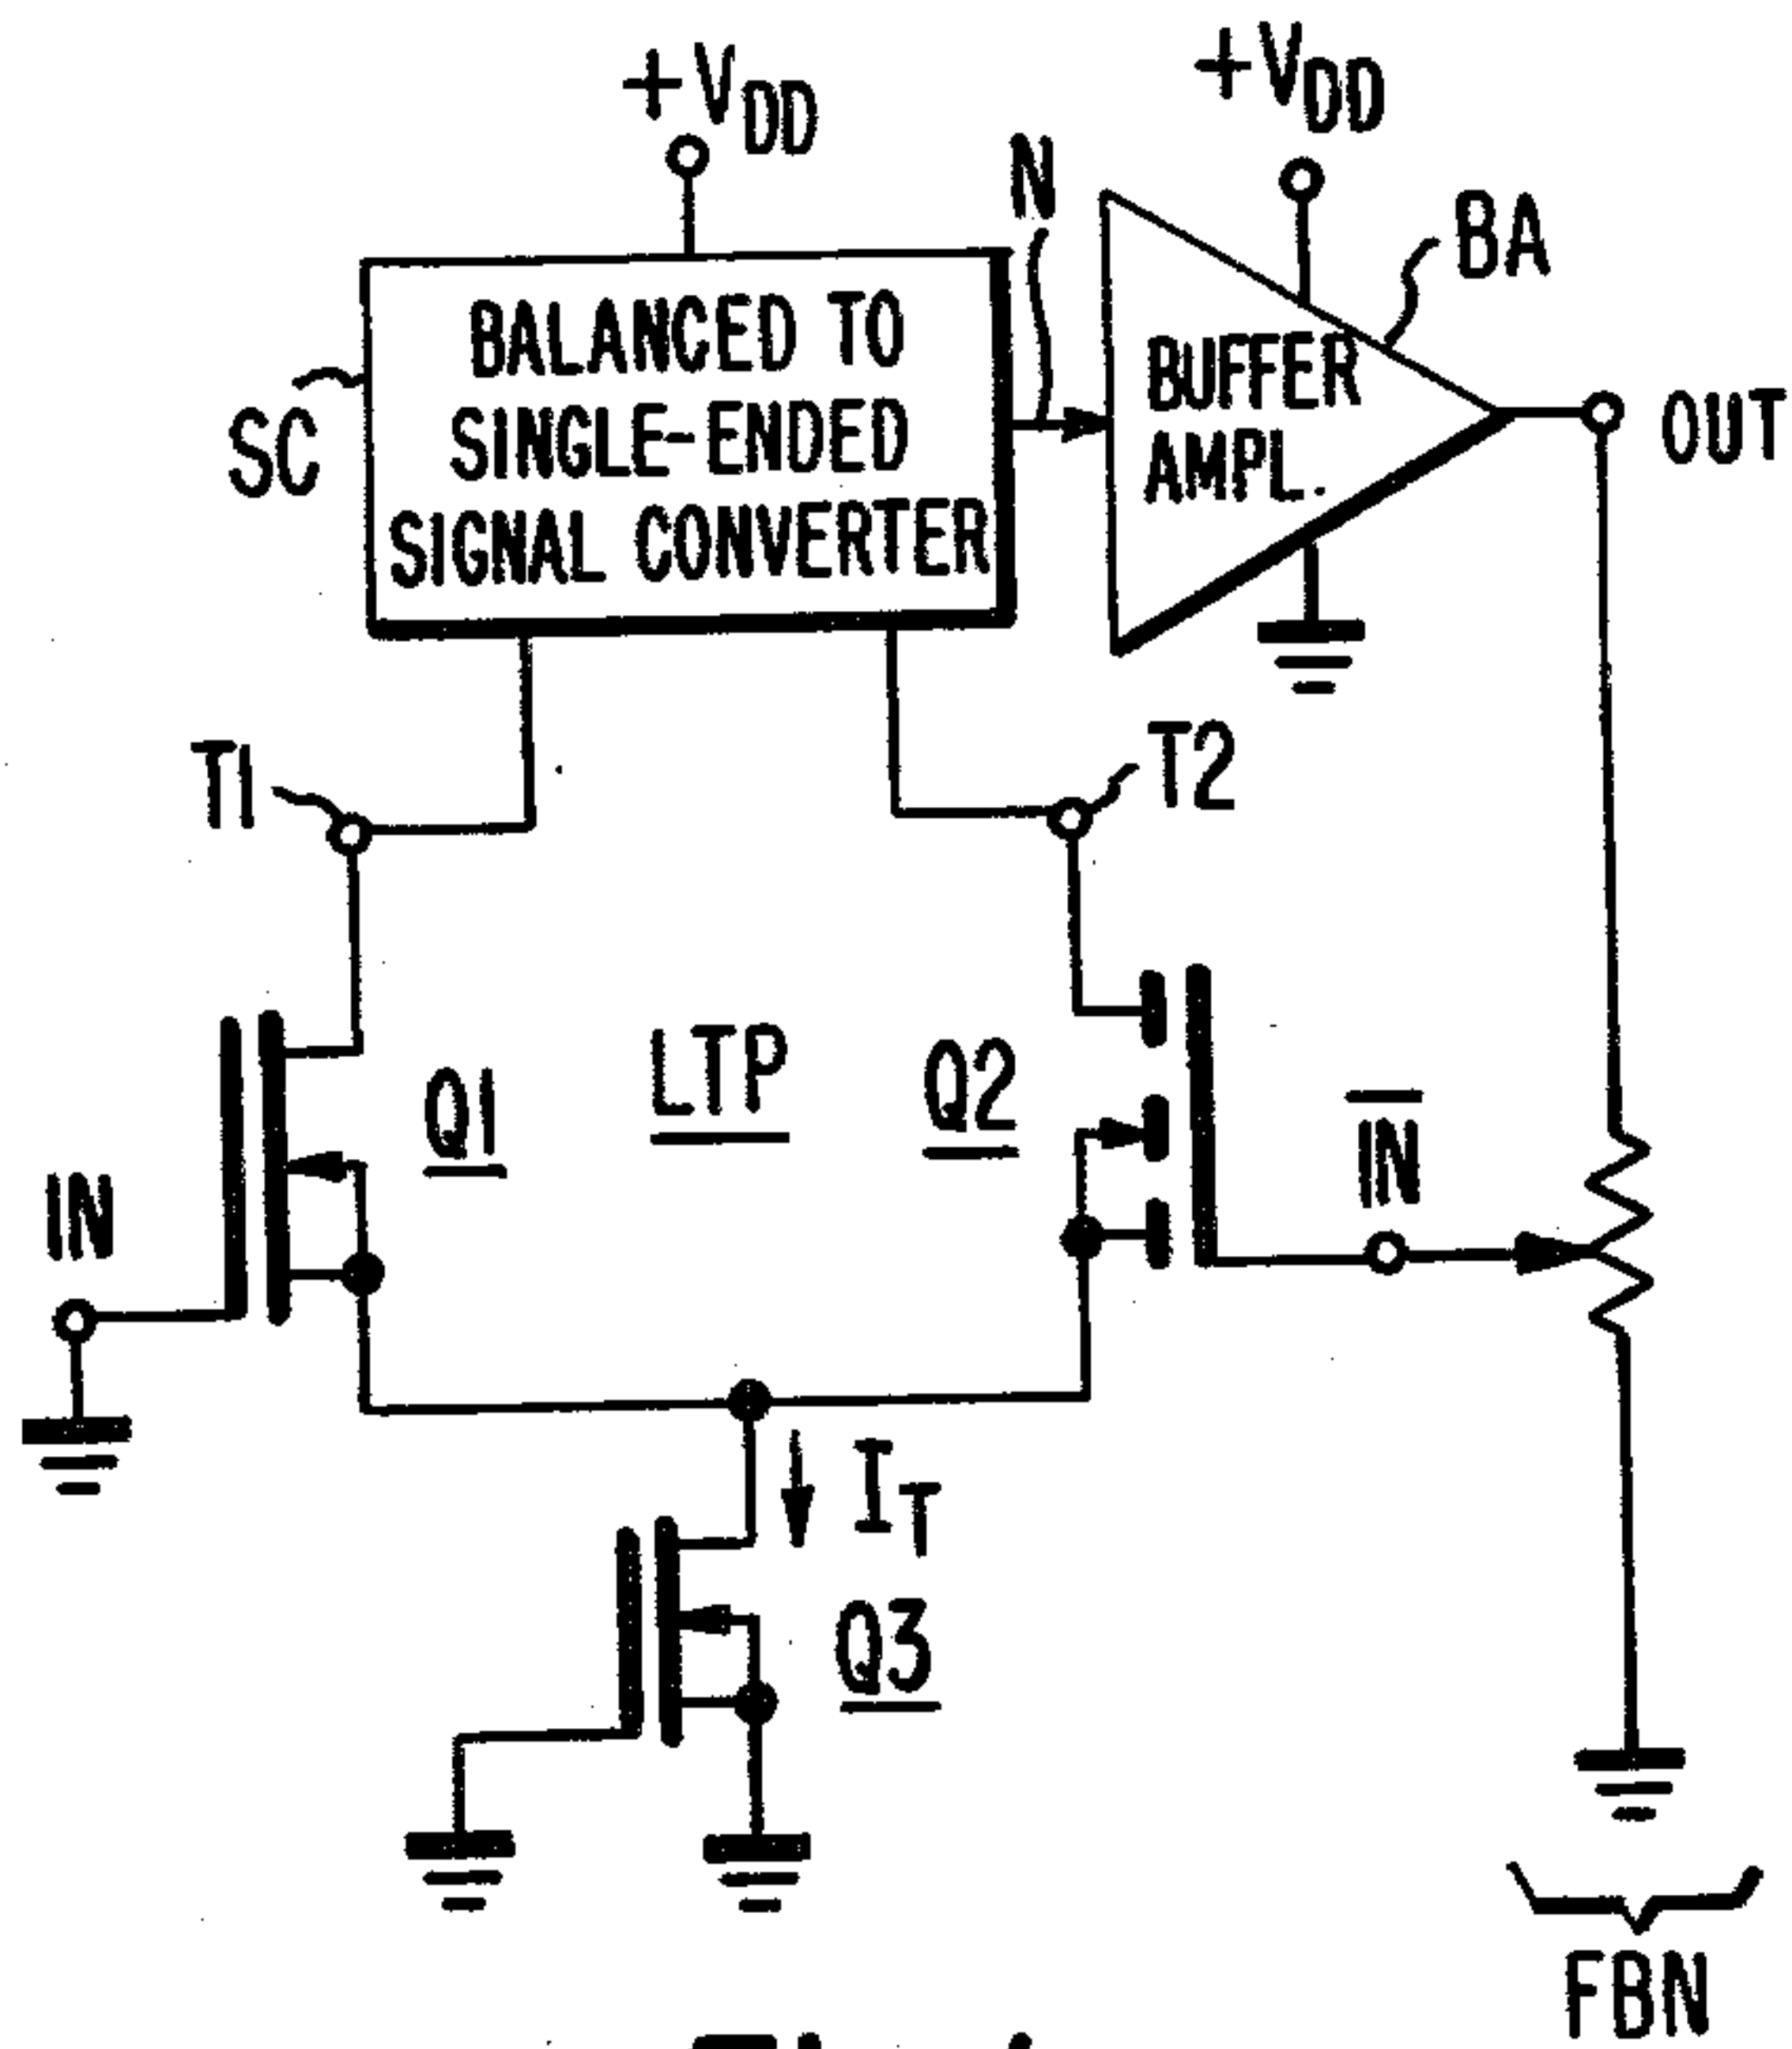 +VDD
+VDD
N
BA
BALANCED TO
SINGLE-ENDED
SIGNAL CONVERTER
SC
BUFFER
AMPL.
OUT
T1
T2
Q1
LTP
Q2
IN
I̅N̅
IT
Q3
FBN